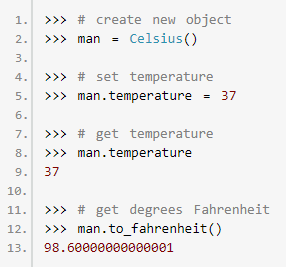 1. >>> # create new object
2. >>> man = Celsius()
3.
4. >>> # set temperature
5. >>> man.temperature = 37
6.
7. >>> # get temperature
8. >>> man.temperature
9. 37
10.
11. >>> # get degrees Fahrenheit
12. >>> man.to_fahrenheit()
13. 98.60000000000001